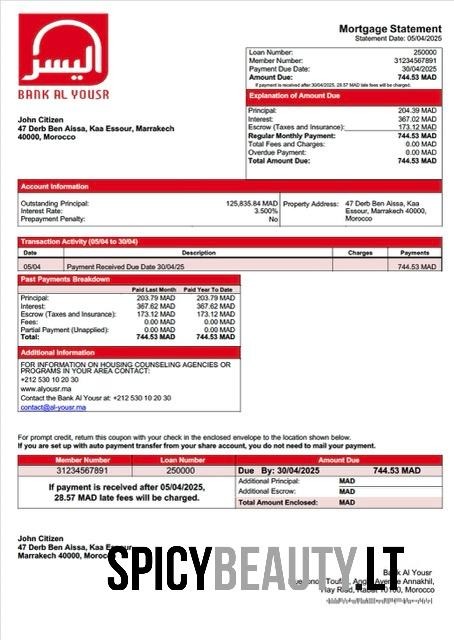 اليسر
BANK AL YOUSR
Mortgage Statement
Statement Date: 05/04/2025
Loan Number: 250000
Member Number: 31234567891
Payment Due Date: 30/04/2025
Amount Due: 744.53 MAD
If payment is received after 30/04/2025, 28.57 MAD late fees will be charged.
Explanation of Amount Due
Principal: 204.39 MAD
Interest: 367.02 MAD
Escrow (Taxes and Insurance): 173.12 MAD
Regular Monthly Payment: 744.53 MAD
Total Fees and Charges: 0.00 MAD
Overdue Payment: 0.00 MAD
Total Amount Due: 744.53 MAD
John Citizen
47 Derb Ben Aissa, Kaa Essour, Marrakech
40000, Morocco
Account Information
Outstanding Principal: 125,835.84 MAD
Interest Rate: 3.500%
Prepayment Penalty: No
Property Address: 47 Derb Ben Aissa, Kaa
Essour, Marrakech 40000,
Morocco
Transaction Activity (05/04 to 30/04)
Date Description Charges Payments
05/04 Payment Received Due Date 30/04/25 744.53 MAD
Past Payments Breakdown
Paid Last Month Paid Year To Date
Principal: 203.79 MAD 203.79 MAD
Interest: 367.62 MAD 367.62 MAD
Escrow (Taxes and Insurance): 173.12 MAD 173.12 MAD
Fees: 0.00 MAD 0.00 MAD
Partial Payment (Unapplied): 0.00 MAD 0.00 MAD
Total: 744.53 MAD 744.53 MAD
Additional Information
FOR INFORMATION ON HOUSING COUNSELING AGENCIES OR
PROGRAMS IN YOUR AREA CONTACT:
+212 530 10 20 30
www.alyousr.ma
Contact the Bank Al Yousr at: +212 530 10 20 30
contact@al-yousr.ma
For prompt credit, return this coupon with your check in the enclosed envelope to the location shown below.
If you are set up with auto payment transfer from your share account, you do not need to mail your payment.
Member Number Loan Number Amount Due
31234567891 250000 Due By: 30/04/2025 744.53 MAD
If payment is received after 05/04/2025,
28.57 MAD late fees will be charged.
Additional Principal: MAD
Additional Escrow: MAD
Total Amount Enclosed: MAD
John Citizen
47 Derb Ben Aissa, Kaa Essour
Marrakech 40000, Morocco
SPICYBEAUTY.LT
Bank Al Yousr
Annakhil,
Hay Riad, Rabat 10100, Morocco